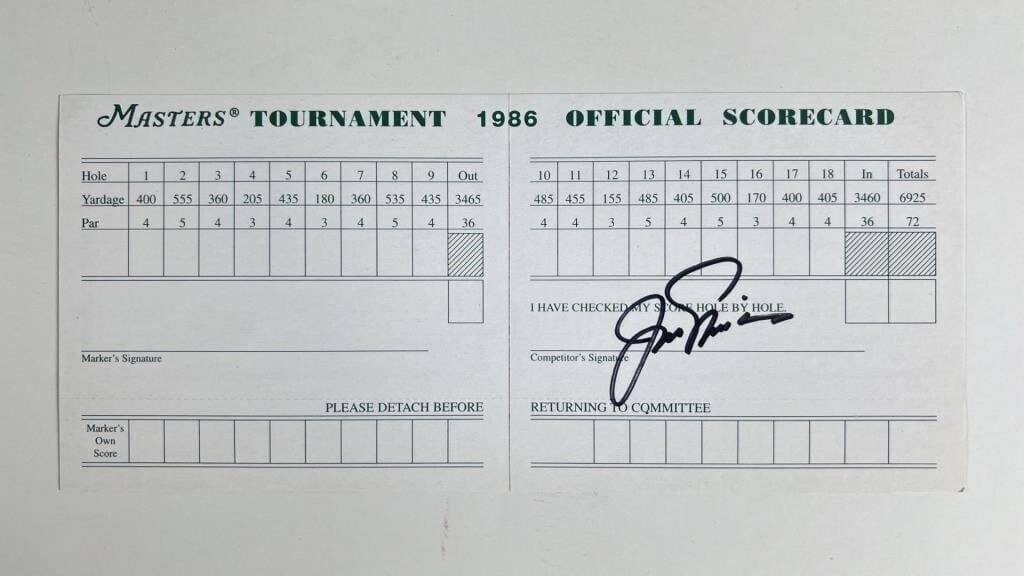 MASTERS® TOURNAMENT 1986 OFFICIAL SCORECARD
Hole 1 2 3 4 5 6 7 8 9 Out
Yardage 400 555 360 205 435 180 360 535 435 3465
Par 4 5 4 3 4 3 4 5 4 36
10 11 12 13 14 15 16 17 18 In Totals
485 455 155 485 405 500 170 400 405 3460 6925
4 4 3 5 4 5 3 4 4 36 72
I HAVE CHECKED MY SCORE HOLE BY HOLE.
Marker's Signature
Competitor's Signature
PLEASE DETACH BEFORE RETURNING TO COMMITTEE
Marker's
Own
Score